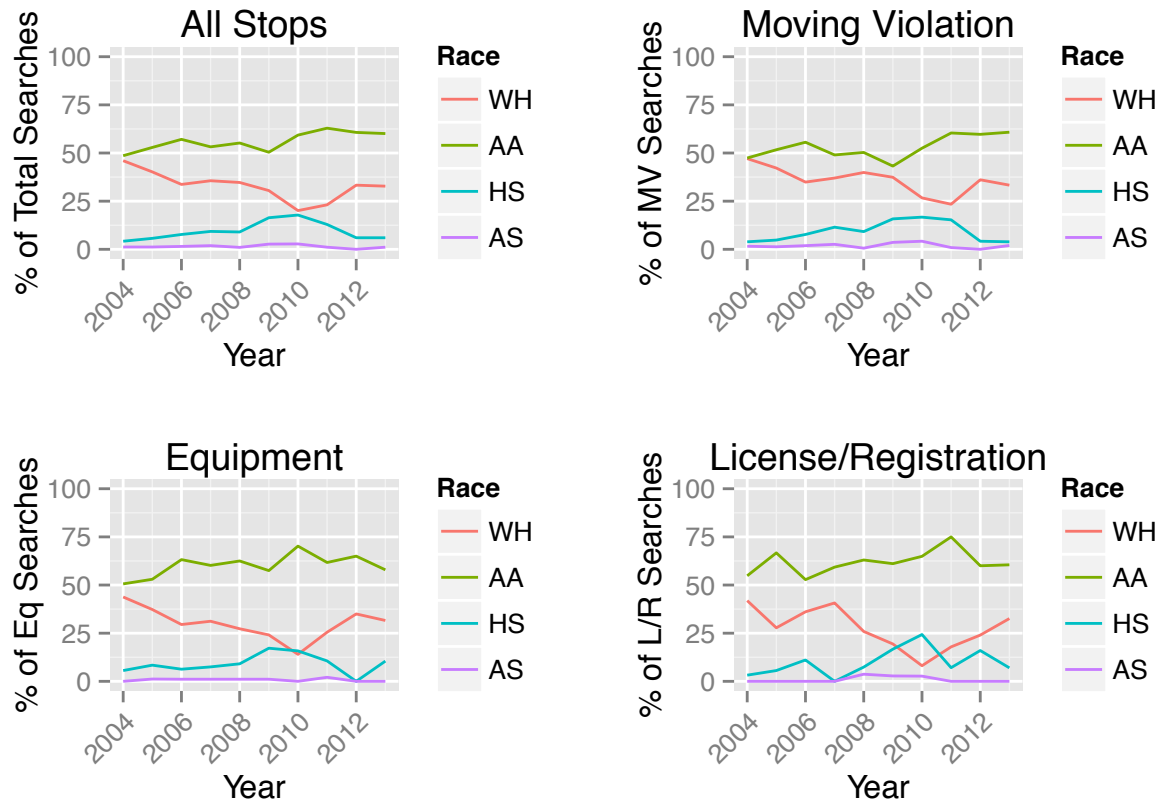 All Stops
% of Total Searches
100
75
50
25
0
2004
2006
2008
2010
2012
Year
Race
WH
AA
HS
AS
Moving Violation
% of MV Searches
100
75
50
25
0
2004
2006
2008
2010
2012
Year
Race
WH
AA
HS
AS
Equipment
% of Eq Searches
100
75
50
25
0
2004
2006
2008
2010
2012
Year
Race
WH
AA
HS
AS
License/Registration
% of L/R Searches
100
75
50
25
0
2004
2006
2008
2010
2012
Year
Race
WH
AA
HS
AS